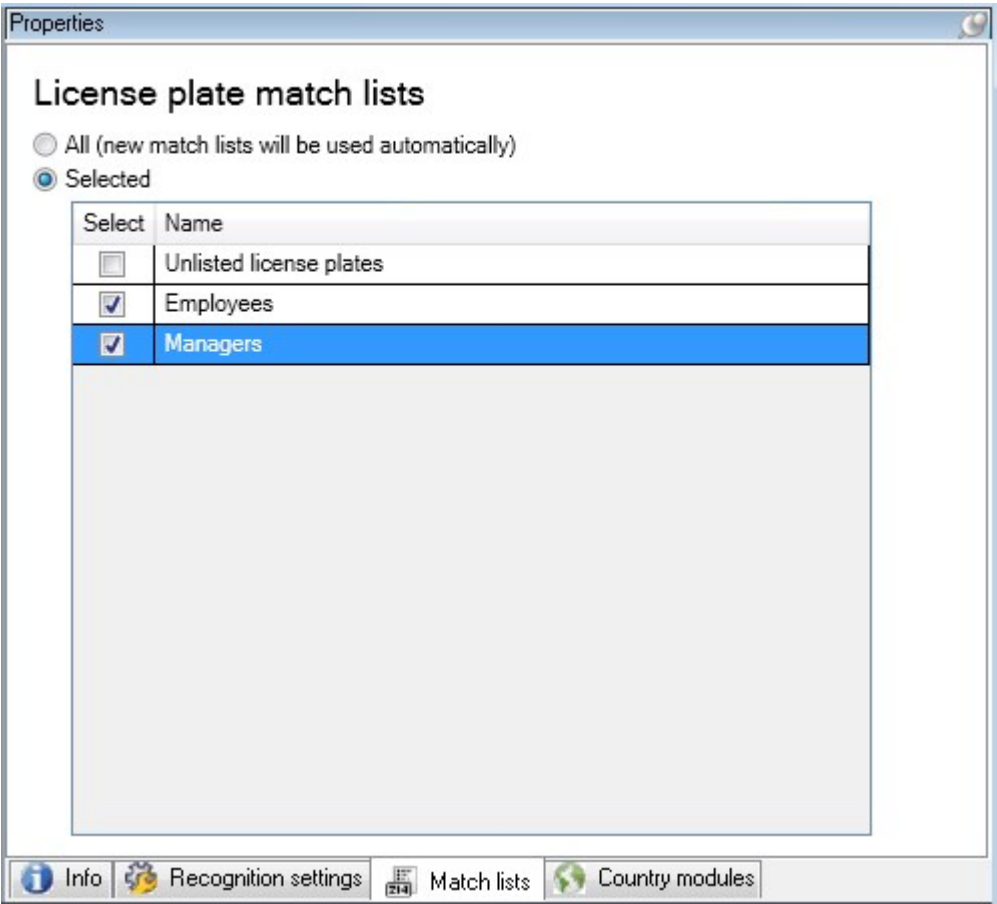 Properties
License plate match lists
All (new match lists will be used automatically)
Selected
Select Name
Unlisted license plates
Employees
Managers
Info Recognition settings 214 Match lists Country modules